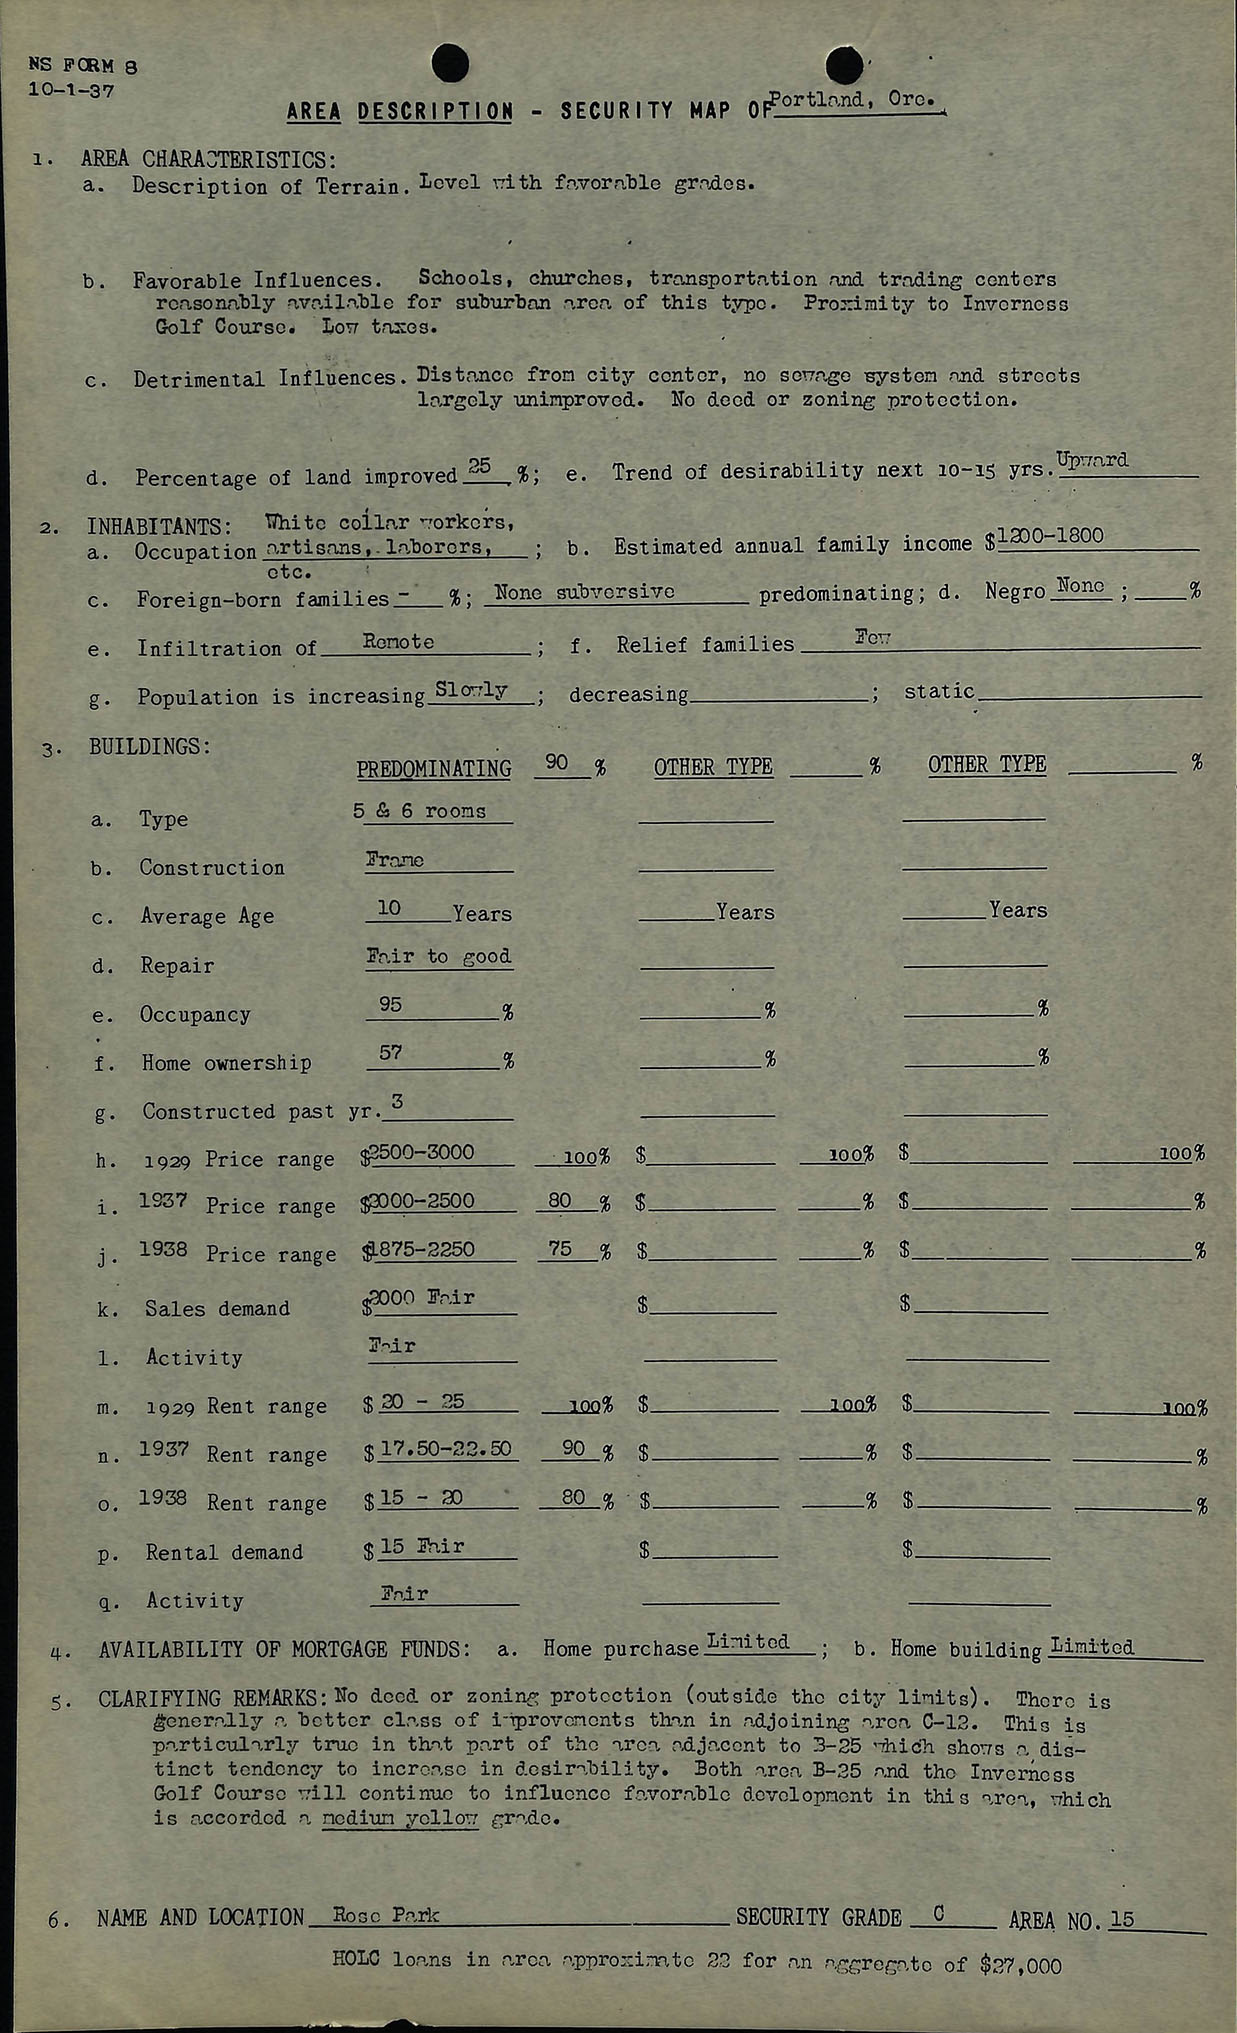 NS FORM 8
10-1-37
AREA DESCRIPTION - SECURITY MAP OF Portland, Ore.
1. AREA CHARACTERISTICS:
a. Description of Terrain. Level with favorable grades.
b. Favorable Influences. Schools, churches, transportation and trading centers
reasonably available for suburban area of this type. Proximity to Inverness
Golf Course. Low taxes.
c. Detrimental Influences. Distance from city center, no sewage system and streets
largely unimproved. No deed or zoning protection.
d. Percentage of land improved 25 %; e. Trend of desirability next 10-15 yrs. Upward
2. INHABITANTS: White collar workers,
a. Occupation artisans, laborers, ; b. Estimated annual family income $1200-1800
etc.
c. Foreign-born families - %; None subversive predominating; d. Negro None ; %
e. Infiltration of Remote ; f. Relief families Few
g. Population is increasing Slowly ; decreasing ; static
3. BUILDINGS:
PREDOMINATING 90 % OTHER TYPE % OTHER TYPE %
a. Type 5 & 6 rooms
b. Construction Frame
c. Average Age 10 Years Years Years
d. Repair Fair to good
e. Occupancy 95 % % %
f. Home ownership 57 % % %
g. Constructed past yr. 3
h. 1929 Price range $2500-3000 100% $ 100% $ 100%
i. 1937 Price range $2000-2500 80 % $ % $ %
j. 1938 Price range $1875-2250 75 % $ % $ %
k. Sales demand $2000 Fair $ $
l. Activity Fair
m. 1929 Rent range $ 20 - 25 100% $ 100% $ 100%
n. 1937 Rent range $ 17.50-22.50 90 % $ % $ %
o. 1938 Rent range $ 15 - 20 80 % $ % $ %
p. Rental demand $ 15 Fair $ $
q. Activity Fair
4. AVAILABILITY OF MORTGAGE FUNDS: a. Home purchase Limited ; b. Home building Limited
5. CLARIFYING REMARKS: No deed or zoning protection (outside the city limits). There is
generally a better class of improvements than in adjoining area C-12. This is
particularly true in that part of the area adjacent to B-25 which shows a dis-
tinct tendency to increase in desirability. Both area B-25 and the Inverness
Golf Course will continue to influence favorable development in this area, which
is accorded a medium yellow grade.
6. NAME AND LOCATION Rose Park SECURITY GRADE C AREA NO. 15
HOLC loans in area approximate 22 for an aggregate of $27,000